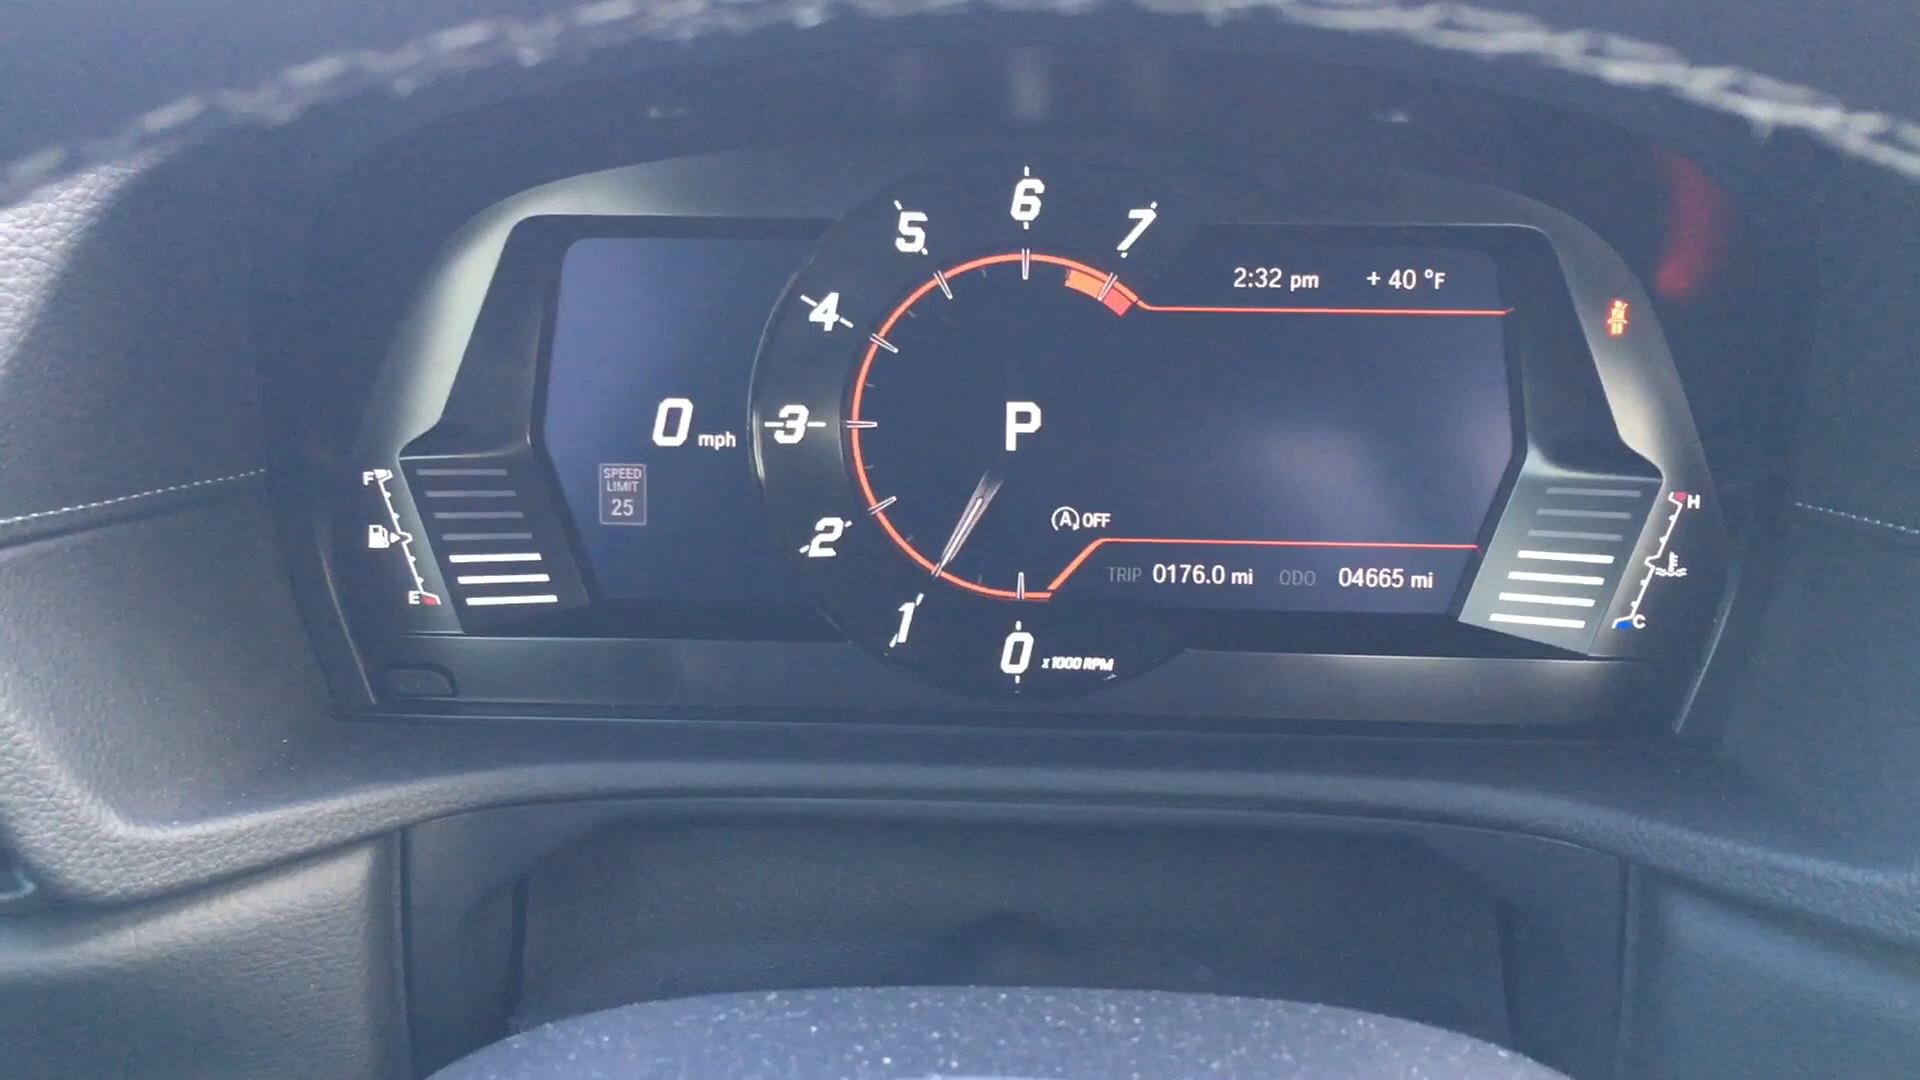 6
5
7
2:32 pm + 40 °F
4
0 mph
3
P
SPEED
LIMIT
25
F
H
2
A OFF
TRIP 0176.0 mi ODO 04665 mi
E
C
1
0 x1000 RPM